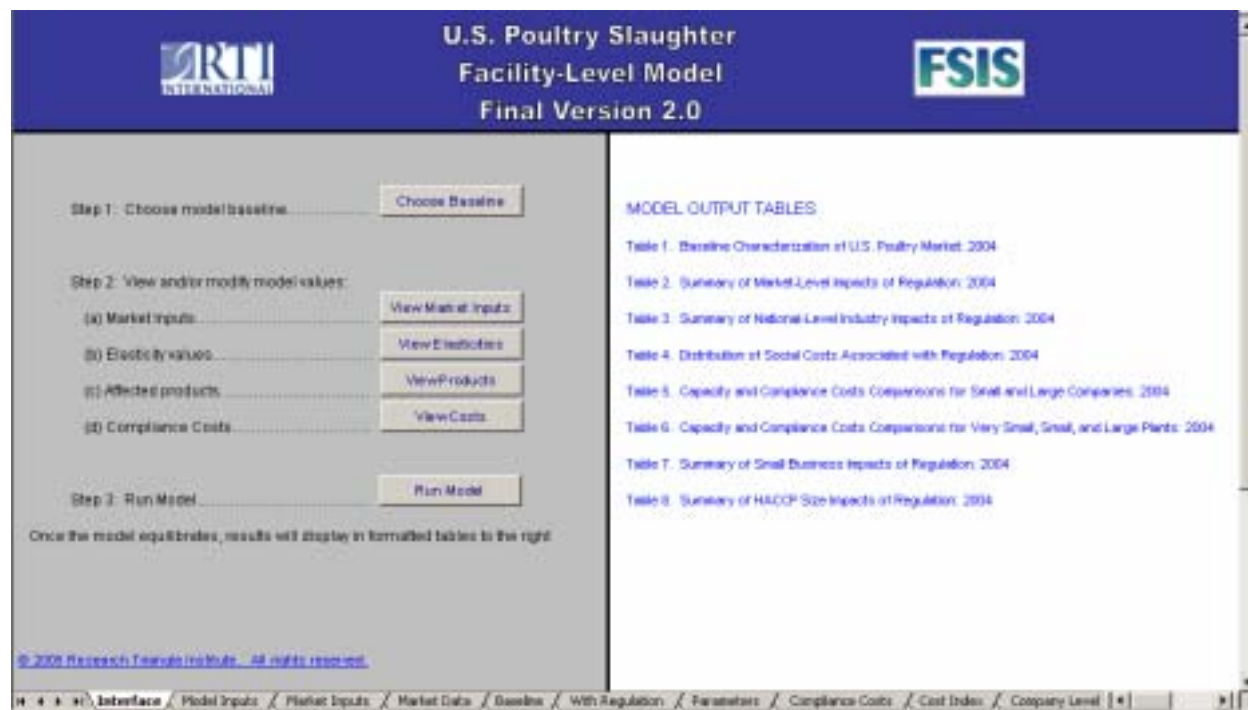 RTI
INTERNATIONAL
U.S. Poultry Slaughter
Facility-Level Model
Final Version 2.0
FSIS
Step 1: Choose model baseline
Choose Baseline
Step 2: View and/or modify model values:
(a) Market Inputs
View Market Inputs
(b) Elasticity values
View Elasticities
(c) Affected products
View Products
(d) Compliance Costs
View Costs
Step 3: Run Model
Run Model
Once the model equilibrates, results will display in formatted tables to the right
© Research Triangle Institute. All rights reserved.
MODEL OUTPUT TABLES
Table 1. Baseline Characterization of U.S. Poultry Market: 2004
Table 2. Summary of Market-Level Impacts of Regulation: 2004
Table 3. Summary of National-Level Industry Impacts of Regulation: 2004
Table 4. Distribution of Social Costs Associated with Regulation: 2004
Table 5. Capacity and Compliance Costs Comparisons for Small and Large Companies: 2004
Table 6. Capacity and Compliance Costs Comparisons for Very Small, Small, and Large Plants: 2004
Table 7. Summary of Small Business Impacts of Regulation: 2004
Table 8. Summary of HACCP Size Impacts of Regulation: 2004
Interface / Model Inputs / Market Inputs / Market Data / Baseline / With Regulation / Parameters / Compliance Costs / Cost Index / Company Level